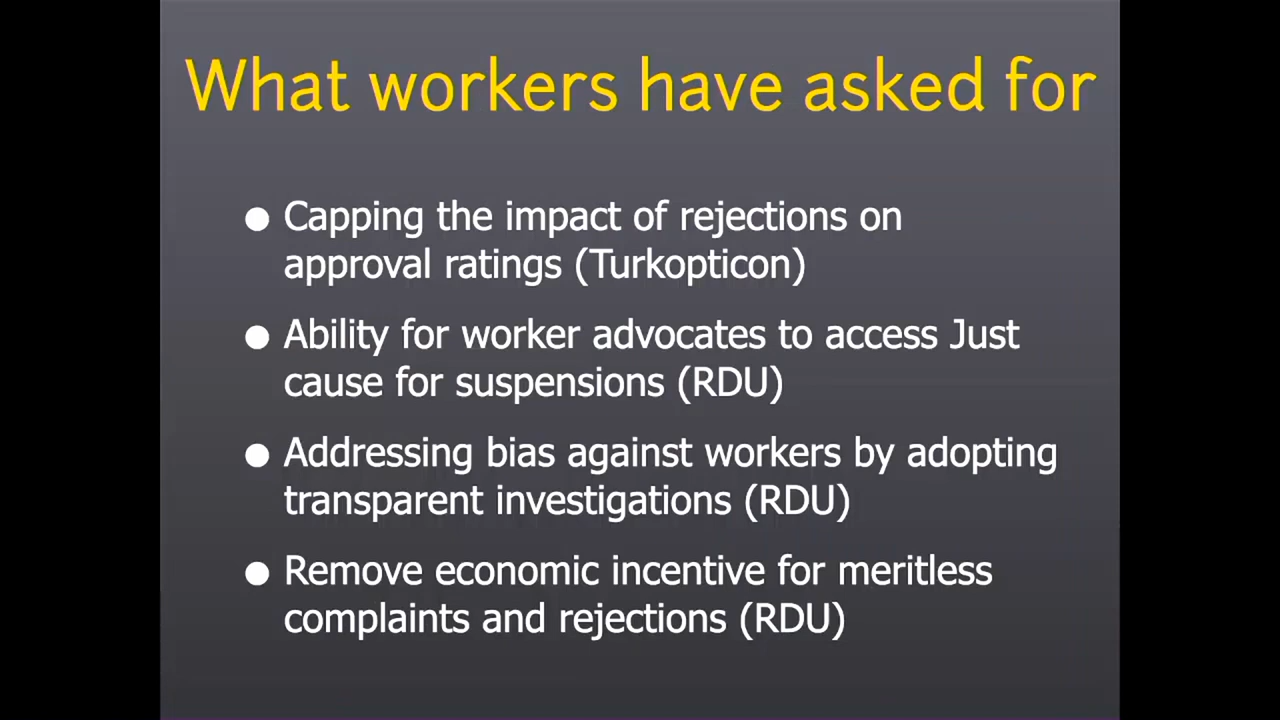 What workers have asked for
● Capping the impact of rejections on
approval ratings (Turkopticon)
● Ability for worker advocates to access Just
cause for suspensions (RDU)
● Addressing bias against workers by adopting
transparent investigations (RDU)
● Remove economic incentive for meritless
complaints and rejections (RDU)